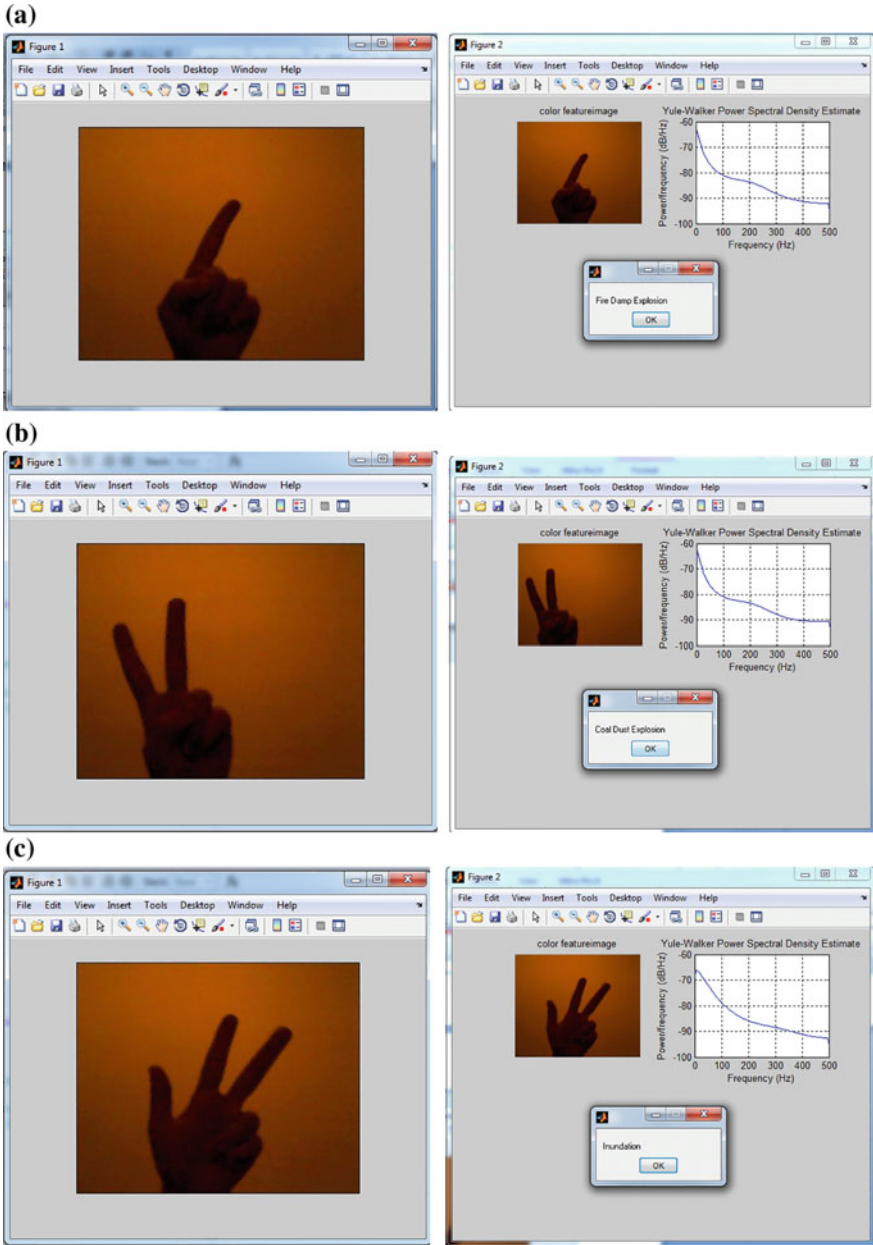 (a)
Figure 1
File Edit View Insert Tools Desktop Window Help
Figure 2
File Edit View Insert Tools Desktop Window Help
color featureimage
Yule-Walker Power Spectral Density Estimate
Power/frequency (dB/Hz)
-60
-80
-90
-100
0 100 200 300 400 500
Frequency (Hz)
Fire Damp Explosion
OK
(b)
Figure 1
File Edit View Insert Tools Desktop Window Help
Figure 2
File Edit View Insert Tools Desktop Window Help
color featureimage
Yule-Walker Power Spectral Density Estimate
Power/frequency (dB/Hz)
-60
-70
-80
-90
-100
0 100 200 300 400 500
Frequency (Hz)
Coal Dust Explosion
OK
(c)
Figure 1
File Edit View Insert Tools Desktop Window Help
Figure 2
File Edit View Insert Tools Desktop Window Help
color featureimage
Yule-Walker Power Spectral Density Estimate
Power/frequency (dB/Hz)
-60
-70
-80
-90
-100
0 100 200 300 400 500
Frequency (Hz)
Inundation
OK